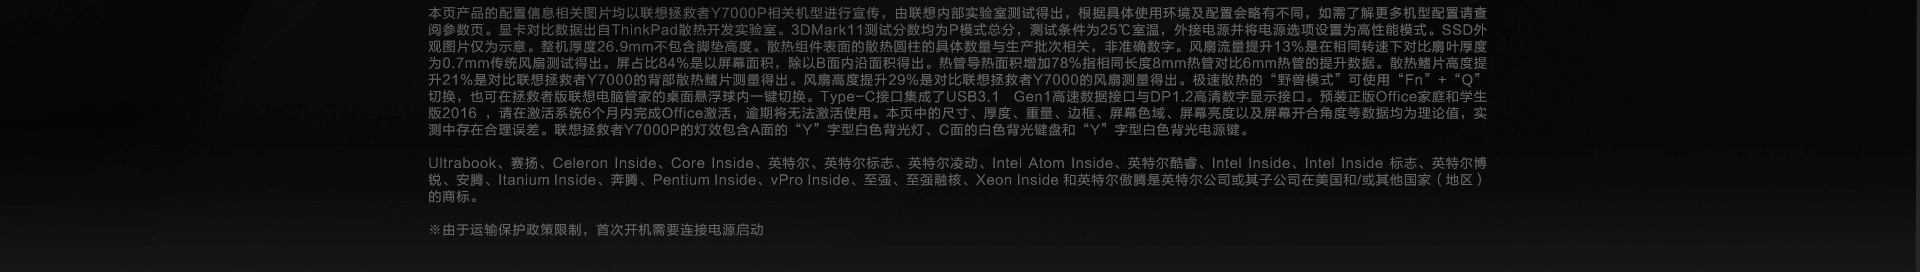 本页产品的配置信息相关图片均以联想拯救者Y7000P相关机型进行宣传，由联想内部实验室测试得出，根据具体使用环境及配置会略有不同，如需了解更多机型配置请查
阅参数页。显卡对比数据出自ThinkPad散热开发实验室。3DMark11测试分数均为P模式总分，测试条件为25℃室温，外接电源并将电源选项设置为高性能模式。SSD外
观图片仅为示意。整机厚度26.9mm不包含脚垫高度。散热组件表面的散热圆柱的具体数量与生产批次相关，非准确数字。风扇流量提升13%是在相同转速下对比扇叶厚度
为0.7mm传统风扇测试得出。屏占比84%是以屏幕面积，除以B面内沿面积得出。热管导热面积增加78%指相同长度8mm热管对比6mm热管的提升数据。散热鳍片高度提
升21%是对比联想拯救者Y7000的背部散热鳍片测量得出。风扇高度提升29%是对比联想拯救者Y7000的风扇测量得出。极速散热的“野兽模式”可使用“Fn”+“Q”
切换，也可在拯救者版联想电脑管家的桌面悬浮球内一键切换。Type-C接口集成了USB3.1 Gen1高速数据接口与DP1.2高清数字显示接口。预装正版Office家庭和学生
版2016 ，请在激活系统6个月内完成Office激活，逾期将无法激活使用。本页中的尺寸、厚度、重量、边框、屏幕色域、屏幕亮度以及屏幕开合角度等数据均为理论值，实
测中存在合理误差。联想拯救者Y7000P的灯效包含A面的“Y”字型白色背光灯、C面的白色背光键盘和“Y”字型白色背光电源键。
Ultrabook、赛扬、Celeron Inside、Core Inside、英特尔、英特尔标志、英特尔凌动、Intel Atom Inside、英特尔酷睿、Intel Inside、Intel Inside 标志、英特尔博
锐、安腾、Itanium Inside、奔腾、Pentium Inside、vPro Inside、至强、至强融核、Xeon Inside 和英特尔傲腾是英特尔公司或其子公司在美国和/或其他国家（地区）
的商标。
※由于运输保护政策限制，首次开机需要连接电源启动